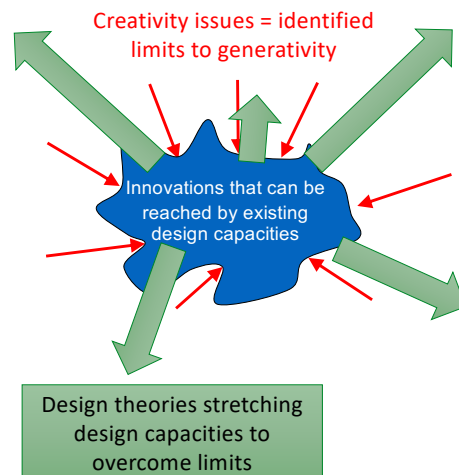 Creativity issues = identified
limits to generativity
Innovations that can be
reached by existing
design capacities
Design theories stretching
design capacities to
overcome limits